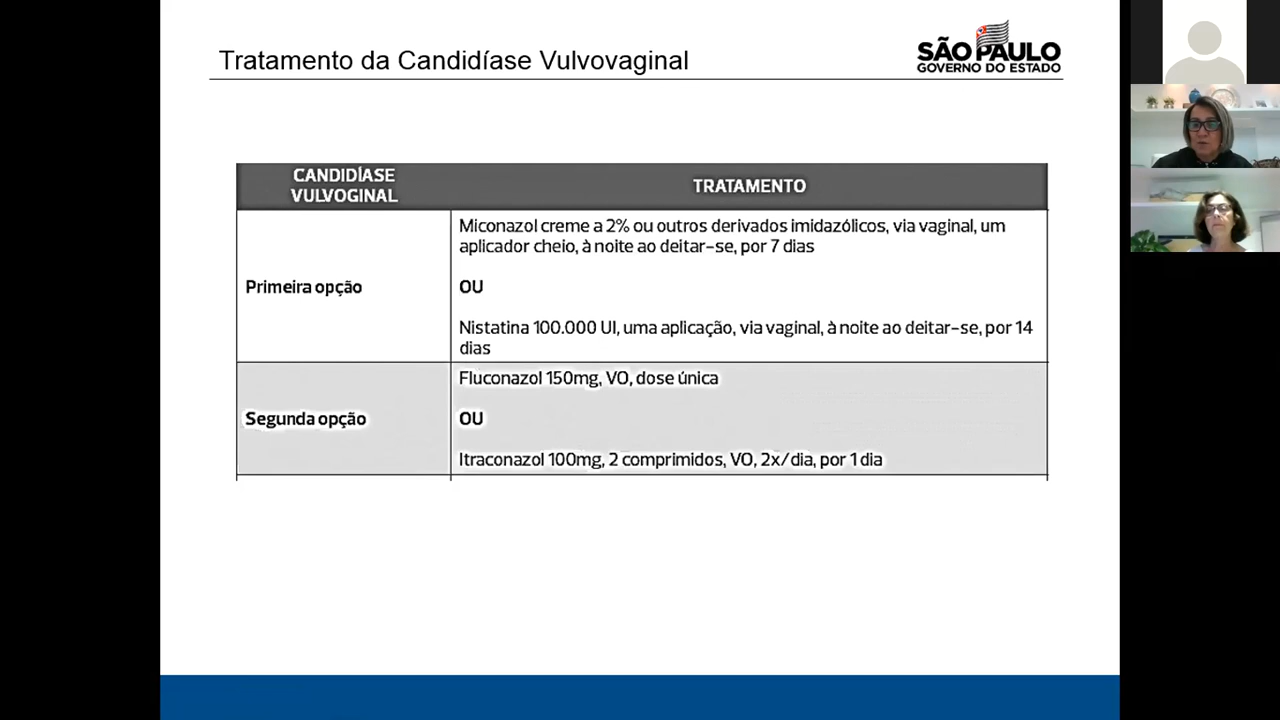 Tratamento da Candidíase Vulvovaginal
SÃO PAULO
GOVERNO DO ESTADO
CANDIDÍASE
VULVOGINAL
TRATAMENTO
Primeira opção
Miconazol creme a 2% ou outros derivados imidazólicos, via vaginal, um
aplicador cheio, à noite ao deitar-se, por 7 dias
OU
Nistatina 100.000 UI, uma aplicação, via vaginal, à noite ao deitar-se, por 14
dias
Segunda opção
Fluconazol 150mg, VO, dose única
OU
Itraconazol 100mg, 2 comprimidos, VO, 2x/dia, por 1 dia